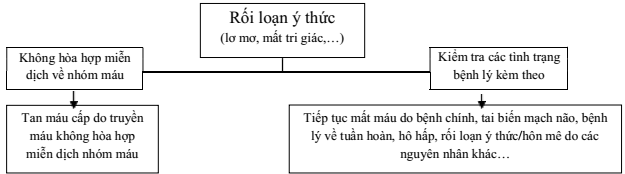 Rối loạn ý thức
(lơ mơ, mất tri giác,…)
Không hòa hợp miễn
dịch về nhóm máu
Kiểm tra các tình trạng
bệnh lý kèm theo
Tan máu cấp do truyền
máu không hòa hợp
miễn dịch nhóm máu
Tiếp tục mất máu do bệnh chính, tai biến mạch não, bệnh
lý về tuần hoàn, hô hấp, rối loạn ý thức/hôn mê do các
nguyên nhân khác…